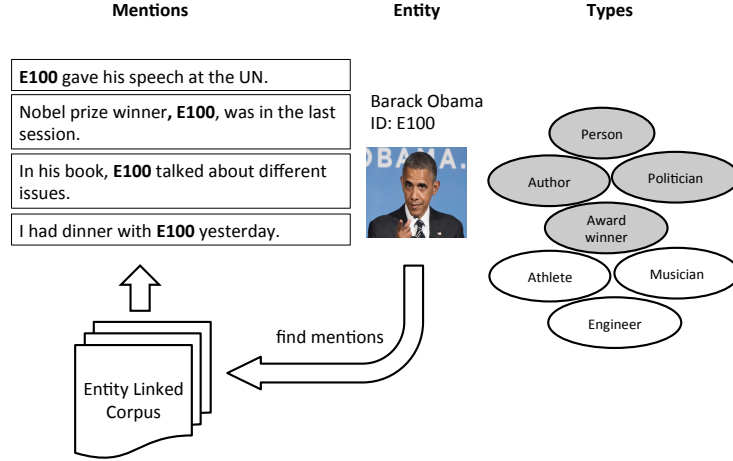 Mentions
Entity
Types
E100 gave his speech at the UN.
Nobel prize winner, E100, was in the last
session.
In his book, E100 talked about different
issues.
I had dinner with E100 yesterday.
Barack Obama
ID: E100
OBAMA.
Person
Author
Politician
Award
winner
Athlete
Musician
Engineer
find mentions
Entity Linked
Corpus